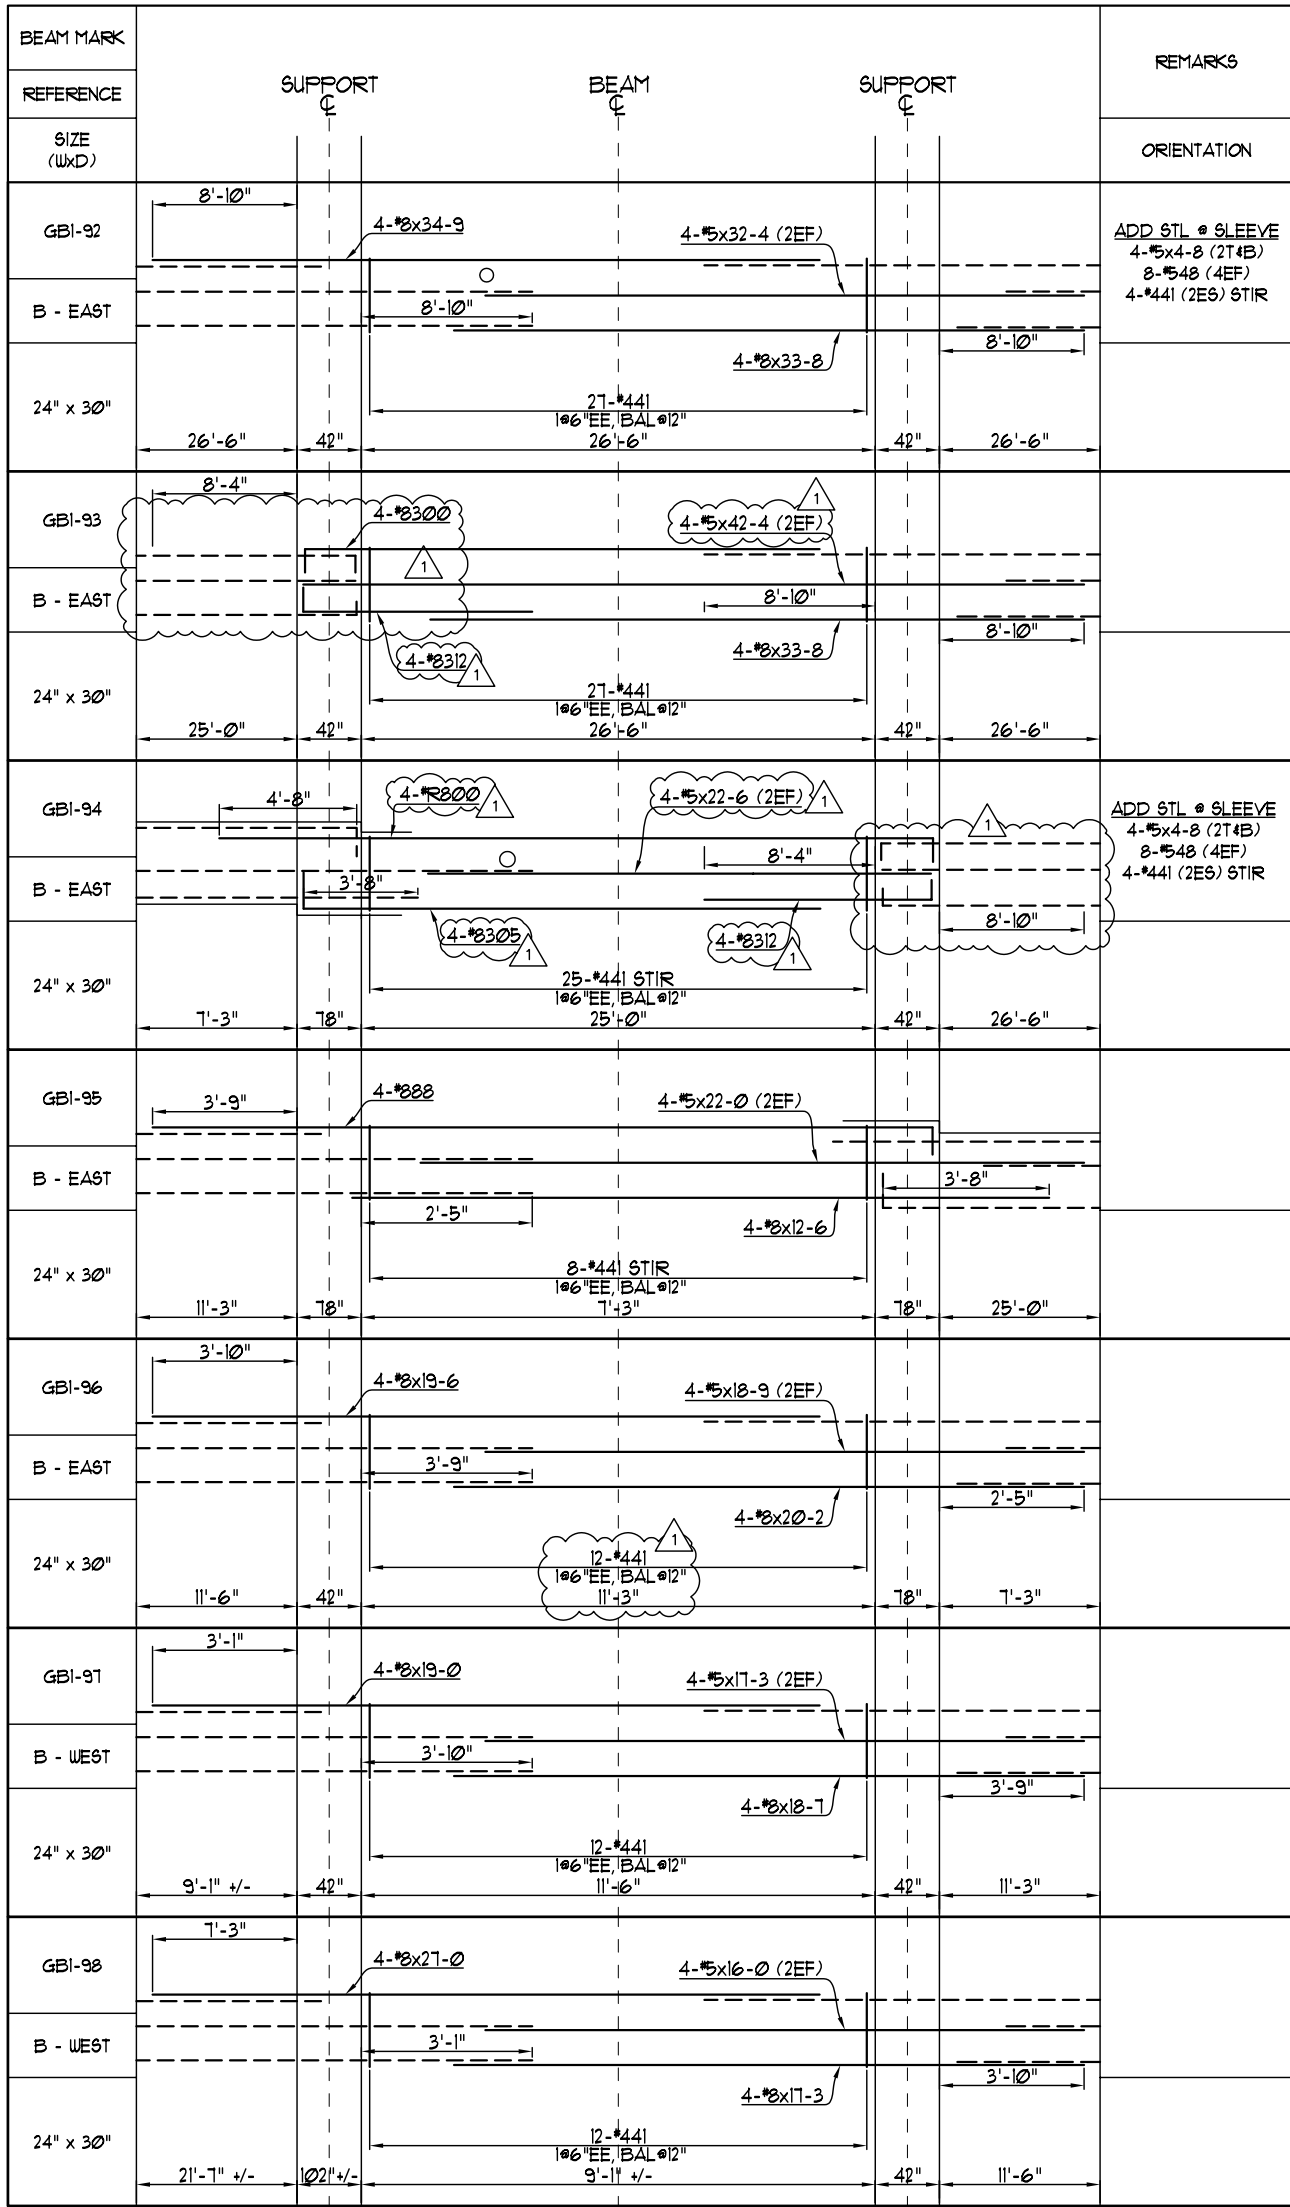 BEAM MARK
REFERENCE
SIZE
(WxD)
SUPPORT
℄
BEAM
℄
SUPPORT
℄
REMARKS
ORIENTATION
GB1-92
B - EAST
24" x 30"
8'-10"
4-#8x34-9
4-#5x32-4 (2EF)
8'-10"
8'-10"
4-#8x33-8
27-#441
1@6"EE, BAL@12"
26'-6"
42"
26'-6"
42"
26'-6"
ADD STL @ SLEEVE
4-#5x4-8 (2T&B)
8-#548 (4EF)
4-#441 (2ES) STIR
GB1-93
B - EAST
24" x 30"
8'-4"
4-#8300
1
4-#5x42-4 (2EF)
1
8'-10"
8'-10"
4-#8312
1
4-#8x33-8
27-#441
1@6"EE, BAL@12"
25'-0"
42"
26'-6"
42"
26'-6"
GB1-94
B - EAST
24" x 30"
4'-8"
4-#R800
1
4-#5x22-6 (2EF)
1
1
8'-4"
3'-8"
8'-10"
4-#8305
1
4-#8312
1
25-#441 STIR
1@6"EE, BAL@12"
7'-3"
78"
25'-0"
42"
26'-6"
ADD STL @ SLEEVE
4-#5x4-8 (2T&B)
8-#548 (4EF)
4-#441 (2ES) STIR
GB1-95
B - EAST
24" x 30"
3'-9"
4-#888
4-#5x22-0 (2EF)
3'-8"
2'-5"
4-#8x12-6
8-#441 STIR
1@6"EE, BAL@12"
11'-3"
78"
7'-3"
78"
25'-0"
GB1-96
B - EAST
24" x 30"
3'-10"
4-#8x19-6
4-#5x18-9 (2EF)
3'-9"
2'-5"
4-#8x20-2
1
12-#441
1@6"EE, BAL@12"
11'-6"
42"
11'-3"
78"
7'-3"
GB1-97
B - WEST
24" x 30"
3'-1"
4-#8x19-0
4-#5x17-3 (2EF)
3'-10"
3'-9"
4-#8x18-7
12-#441
1@6"EE, BAL@12"
9'-1" +/-
42"
11'-6"
42"
11'-3"
GB1-98
B - WEST
24" x 30"
7'-3"
4-#8x27-0
4-#5x16-0 (2EF)
3'-1"
3'-10"
4-#8x17-3
12-#441
1@6"EE, BAL@12"
21'-7" +/-
102"+/-
9'-1" +/-
42"
11'-6"